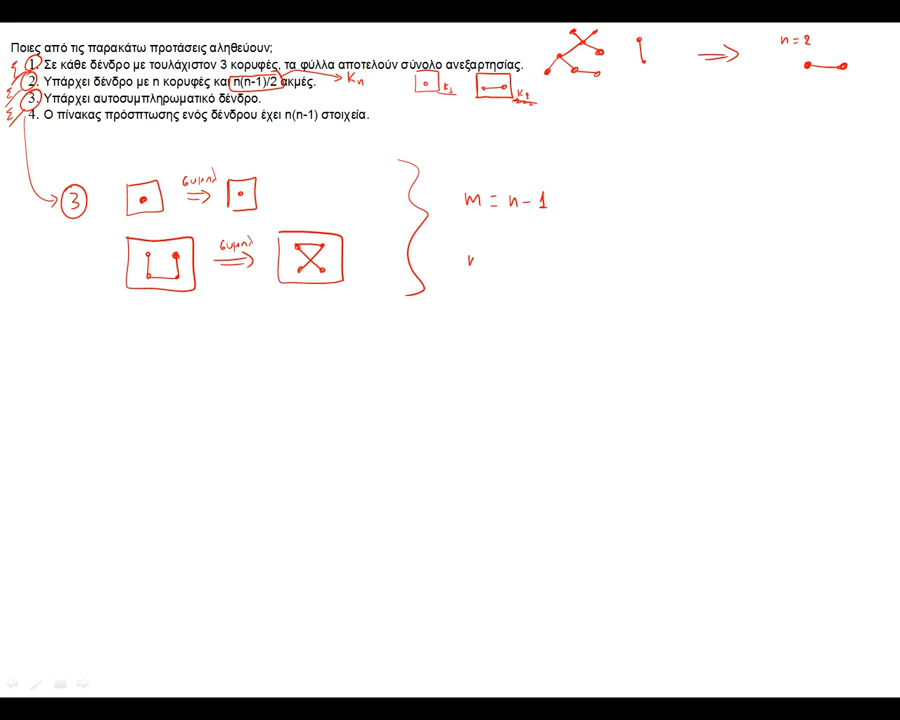 Ποιες από τις παρακάτω προτάσεις αληθεύουν;
1. Σε κάθε δένδρο με τουλάχιστον 3 κορυφές, τα φύλλα αποτελούν σύνολο ανεξαρτησίας.
2. Υπάρχει δένδρο με n κορυφές και n(n-1)/2 ακμές.
3. Υπάρχει αυτοσυμπληρωματικό δένδρο.
4. Ο πίνακας πρόσπτωσης ενός δένδρου έχει n(n-1) στοιχεία.
Kn
K1
K2
⇒
n = 2
3
συμπλ
⇒
συμπλ
⇒
m = n - 1